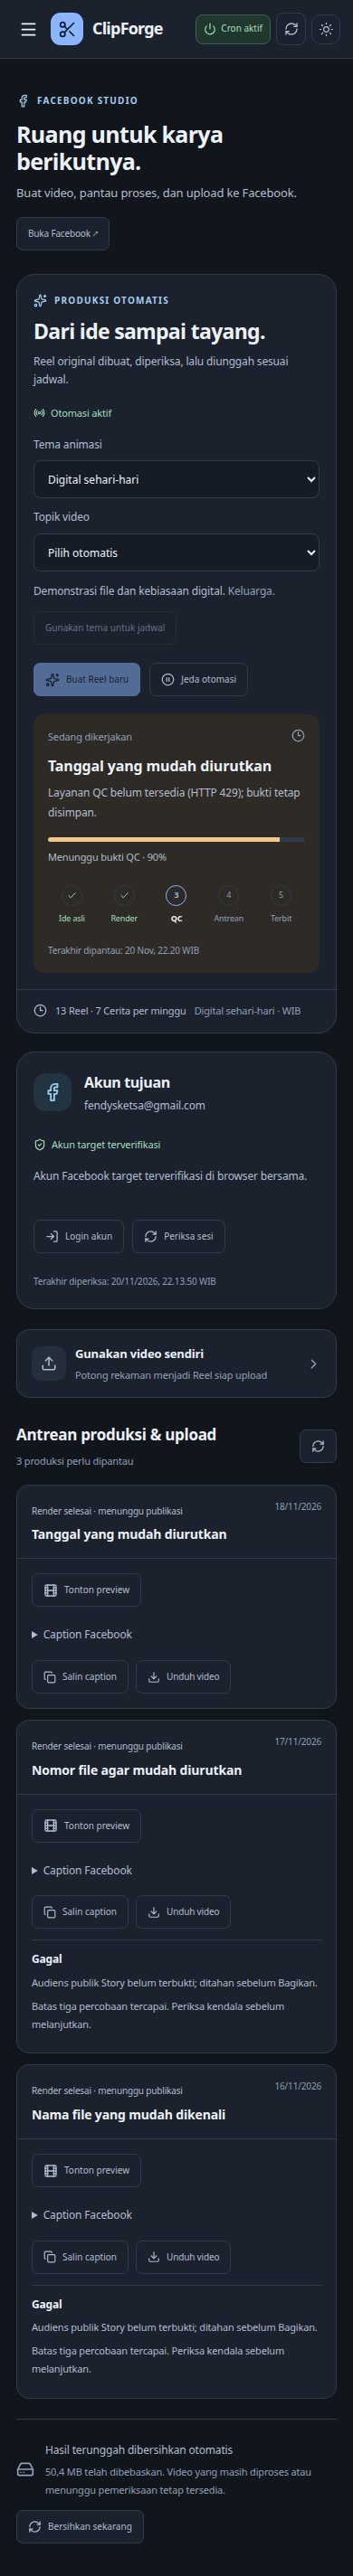 ClipForge
Cron aktif
FACEBOOK STUDIO
Ruang untuk karya
berikutnya.
Buat video, pantau proses, dan upload ke Facebook.
Buka Facebook ↗
PRODUKSI OTOMATIS
Dari ide sampai tayang.
Reel original dibuat, diperiksa, lalu diunggah sesuai
jadwal.
Otomasi aktif
Tema animasi
Digital sehari-hari
Topik video
Pilih otomatis
Demonstrasi file dan kebiasaan digital. Keluarga.
Gunakan tema untuk jadwal
Buat Reel baru
Jeda otomasi
Sedang dikerjakan
Tanggal yang mudah diurutkan
Layanan QC belum tersedia (HTTP 429); bukti tetap
disimpan.
Menunggu bukti QC · 90%
3
4
5
Ide asli
Render
QC
Antrean
Terbit
Terakhir dipantau: 20 Nov, 22.20 WIB
13 Reel · 7 Cerita per minggu
Digital sehari-hari · WIB
Akun tujuan
fendysketsa@gmail.com
Akun target terverifikasi
Akun Facebook target terverifikasi di browser bersama.
Login akun
Periksa sesi
Terakhir diperiksa: 20/11/2026, 22.13.50 WIB
Gunakan video sendiri
Potong rekaman menjadi Reel siap upload
Antrean produksi & upload
3 produksi perlu dipantau
Render selesai · menunggu publikasi
18/11/2026
Tanggal yang mudah diurutkan
Tonton preview
Caption Facebook
Salin caption
Unduh video
Render selesai · menunggu publikasi
17/11/2026
Nomor file agar mudah diurutkan
Tonton preview
Caption Facebook
Salin caption
Unduh video
Gagal
Audiens publik Story belum terbukti; ditahan sebelum Bagikan.
Batas tiga percobaan tercapai. Periksa kendala sebelum
melanjutkan.
Render selesai · menunggu publikasi
16/11/2026
Nama file yang mudah dikenali
Tonton preview
Caption Facebook
Salin caption
Unduh video
Gagal
Audiens publik Story belum terbukti; ditahan sebelum Bagikan.
Batas tiga percobaan tercapai. Periksa kendala sebelum
melanjutkan.
Hasil terunggah dibersihkan otomatis
50,4 MB telah dibebaskan. Video yang masih diproses atau
menunggu pemeriksaan tetap tersedia.
Bersihkan sekarang